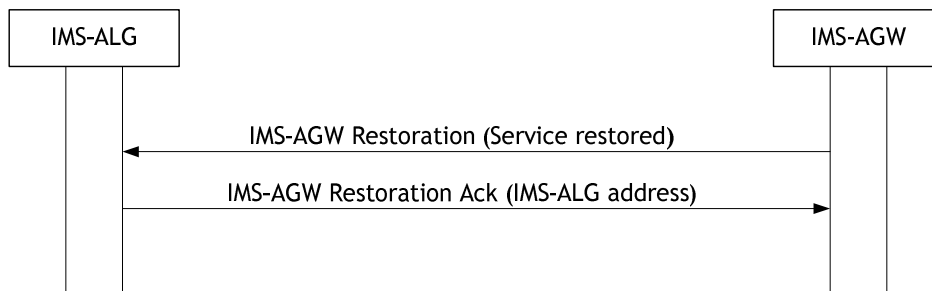 IMS-ALG
IMS-AGW
IMS-AGW Restoration (Service restored)
IMS-AGW Restoration Ack (IMS-ALG address)